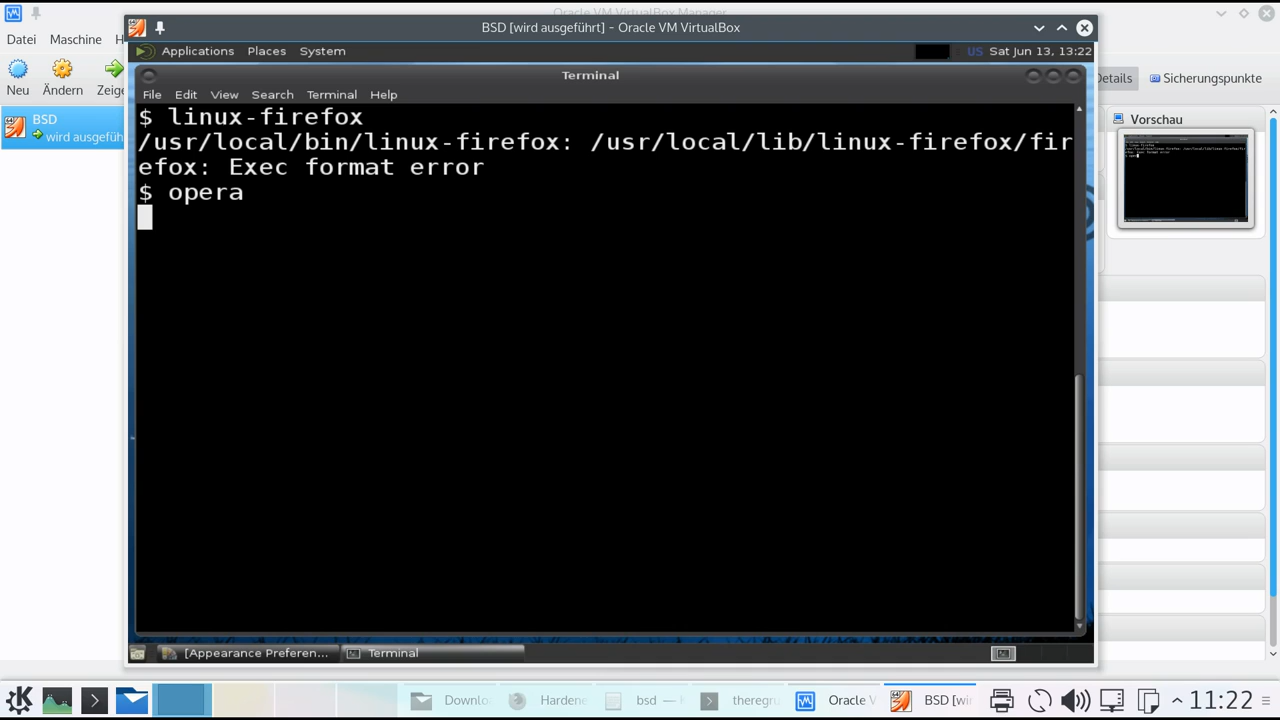 Oracle VM VirtualBox Manager
Datei Maschine H
Neu Ändern Zeige
Details Sicherungspunkte
BSD
wird ausgeführ
Vorschau
BSD [wird ausgeführt] - Oracle VM VirtualBox
Applications Places System US Sat Jun 13, 13:22
Terminal
File Edit View Search Terminal Help
$ linux-firefox
/usr/local/bin/linux-firefox: /usr/local/lib/linux-firefox/fir
efox: Exec format error
$ opera
[Appearance Preferen... Terminal
Downlo Hardene bsd — theregru Oracle V BSD [wi 11:22